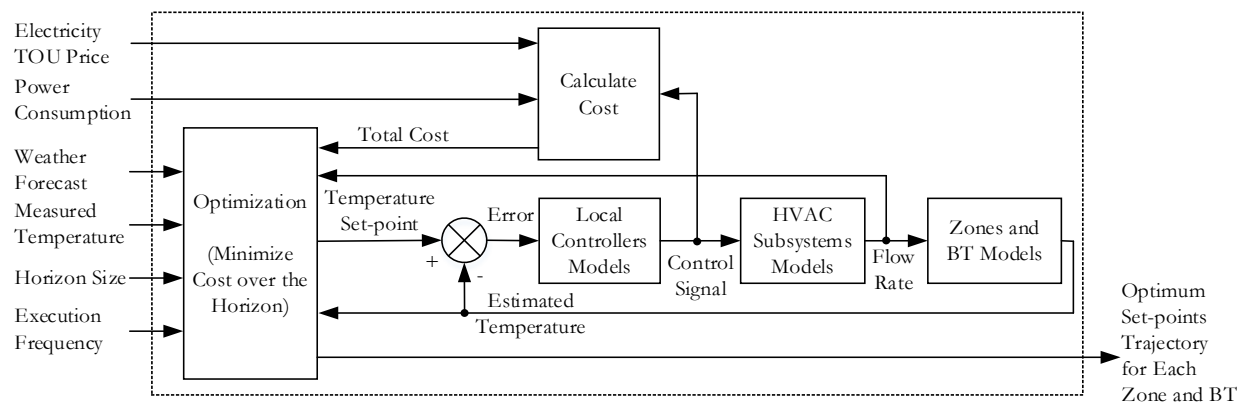 Electricity
TOU Price
Power
Consumption
Weather
Forecast
Measured
Temperature
Horizon Size
Execution
Frequency
Optimization
(Minimize
Cost over the
Horizon)
Calculate
Cost
Total Cost
Temperature
Set-point
+
-
Error
Local
Controllers
Models
Control
Signal
HVAC
Subsystems
Models
Flow
Rate
Zones and
BT Models
Estimated
Temperature
Optimum
Set-points
Trajectory
for Each
Zone and BT